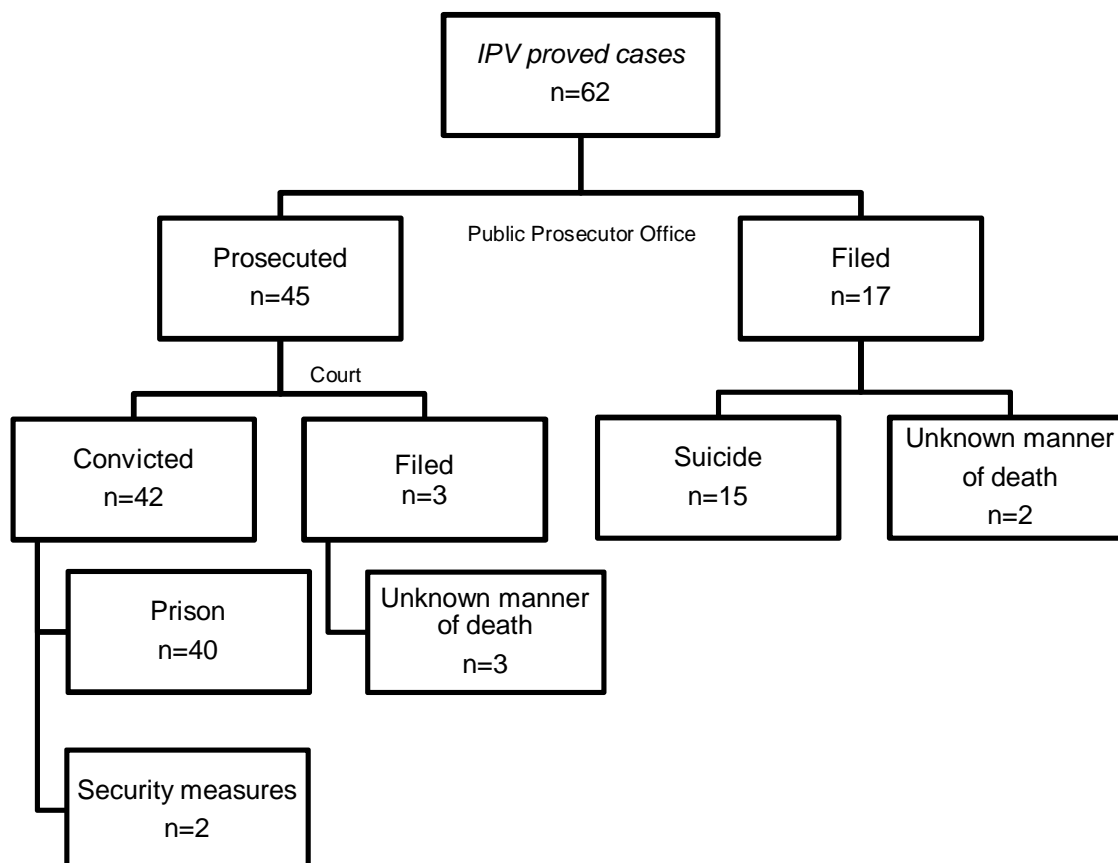 IPV proved cases
n=62
Public Prosecutor Office
Prosecuted
n=45
Filed
n=17
Court
Convicted
n=42
Filed
n=3
Suicide
n=15
Unknown manner
of death
n=2
Prison
n=40
Unknown manner
of death
n=3
Security measures
n=2